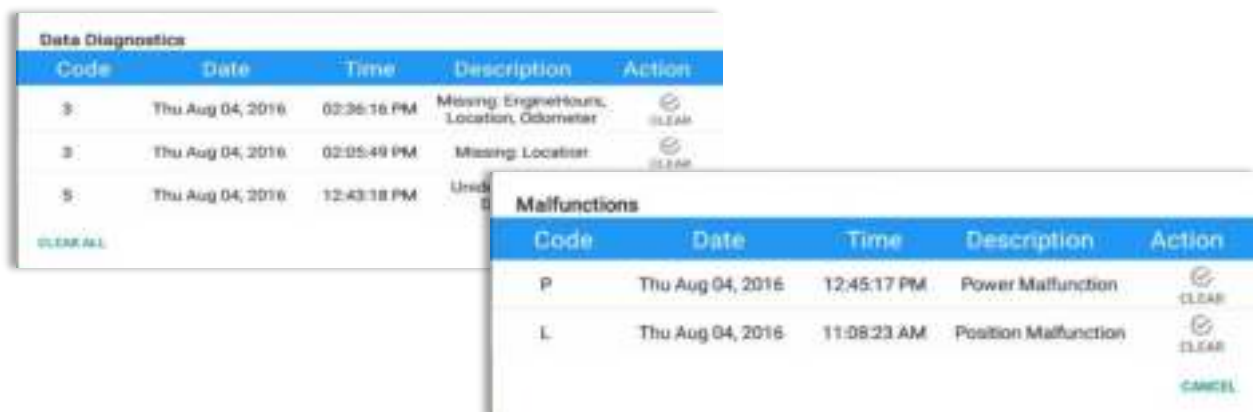 Data Diagnostics
Code Date Time Description Action
3 Thu Aug 04, 2016 02:36:16 PM Missing: EngineHours, Location, Odometer CLEAR
3 Thu Aug 04, 2016 02:05:49 PM Missing: Location CLEAR
5 Thu Aug 04, 2016 12:43:18 PM
CLEAR ALL
Malfunctions
Code Date Time Description Action
P Thu Aug 04, 2016 12:45:17 PM Power Malfunction CLEAR
L Thu Aug 04, 2016 11:08:23 AM Position Malfunction CLEAR
CANCEL